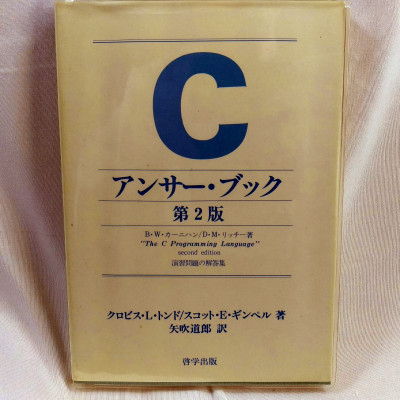 C
アンサー・ブック
第2版
B・W・カーニハン/D・M・リッチー著
"The C Programming Language"
second edition
演習問題の解答集
クロビス・L・トンド/スコット・E・ギンペル 著
矢吹道郎 訳
啓学出版